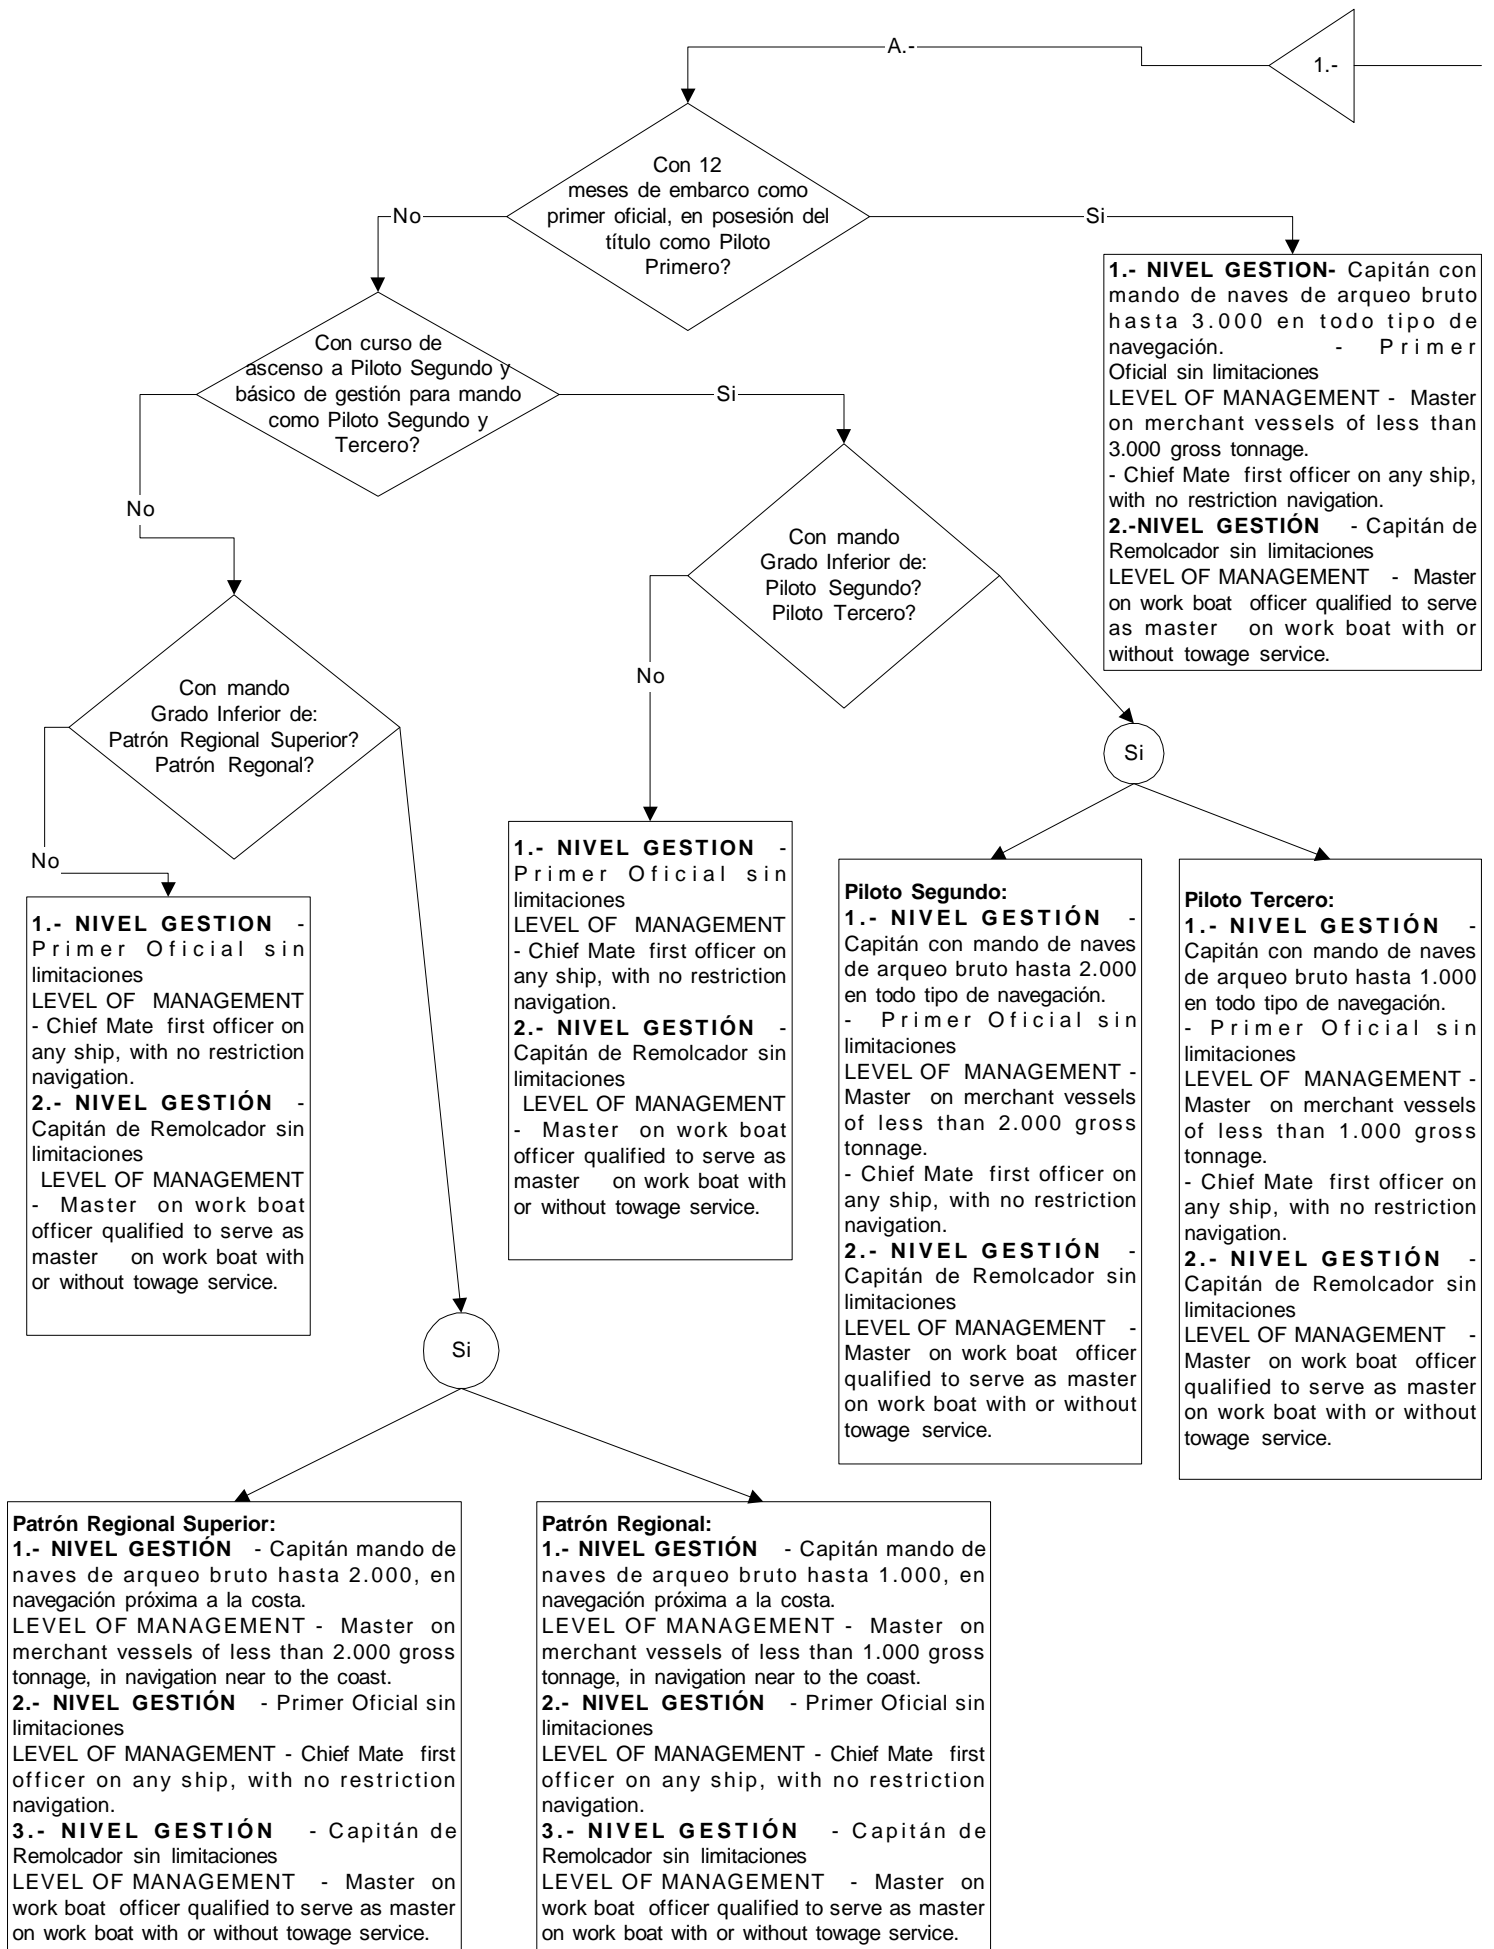 A.-
1.-
Con 12
meses de embarco como
primer oficial, en posesión del
título como Piloto
Primero?
No
Si
1.- NIVEL GESTION- Capitán con
mando de naves de arqueo bruto
hasta 3.000 en todo tipo de
navegación. - Primer
Oficial sin limitaciones
LEVEL OF MANAGEMENT - Master
on merchant vessels of less than
3.000 gross tonnage.
- Chief Mate first officer on any ship,
with no restriction navigation.
2.-NIVEL GESTIÓN - Capitán de
Remolcador sin limitaciones
LEVEL OF MANAGEMENT - Master
on work boat officer qualified to serve
as master on work boat with or
without towage service.
Con curso de
ascenso a Piloto Segundo y
básico de gestión para mando
como Piloto Segundo y
Tercero?
Si
No
Con mando
Grado Inferior de:
Piloto Segundo?
Piloto Tercero?
No
Si
Con mando
Grado Inferior de:
Patrón Regional Superior?
Patrón Regonal?
No
1.- NIVEL GESTION -
Primer Oficial sin
limitaciones
LEVEL OF MANAGEMENT
- Chief Mate first officer on
any ship, with no restriction
navigation.
2.- NIVEL GESTIÓN -
Capitán de Remolcador sin
limitaciones
LEVEL OF MANAGEMENT
- Master on work boat
officer qualified to serve as
master on work boat with
or without towage service.
1.- NIVEL GESTION -
Primer Oficial sin
limitaciones
LEVEL OF MANAGEMENT
- Chief Mate first officer on
any ship, with no restriction
navigation.
2.- NIVEL GESTIÓN -
Capitán de Remolcador sin
limitaciones
LEVEL OF MANAGEMENT
- Master on work boat
officer qualified to serve as
master on work boat with
or without towage service.
Piloto Segundo:
1.- NIVEL GESTIÓN -
Capitán con mando de naves
de arqueo bruto hasta 2.000
en todo tipo de navegación.
- Primer Oficial sin
limitaciones
LEVEL OF MANAGEMENT -
Master on merchant vessels
of less than 2.000 gross
tonnage.
- Chief Mate first officer on
any ship, with no restriction
navigation.
2.- NIVEL GESTIÓN -
Capitán de Remolcador sin
limitaciones
LEVEL OF MANAGEMENT -
Master on work boat officer
qualified to serve as master
on work boat with or without
towage service.
Piloto Tercero:
1.- NIVEL GESTIÓN -
Capitán con mando de naves
de arqueo bruto hasta 1.000
en todo tipo de navegación.
- Primer Oficial sin
limitaciones
LEVEL OF MANAGEMENT -
Master on merchant vessels
of less than 1.000 gross
tonnage.
- Chief Mate first officer on
any ship, with no restriction
navigation.
2.- NIVEL GESTIÓN -
Capitán de Remolcador sin
limitaciones
LEVEL OF MANAGEMENT -
Master on work boat officer
qualified to serve as master
on work boat with or without
towage service.
Si
Patrón Regional Superior:
1.- NIVEL GESTIÓN - Capitán mando de
naves de arqueo bruto hasta 2.000, en
navegación próxima a la costa.
LEVEL OF MANAGEMENT - Master on
merchant vessels of less than 2.000 gross
tonnage, in navigation near to the coast.
2.- NIVEL GESTIÓN - Primer Oficial sin
limitaciones
LEVEL OF MANAGEMENT - Chief Mate first
officer on any ship, with no restriction
navigation.
3.- NIVEL GESTIÓN - Capitán de
Remolcador sin limitaciones
LEVEL OF MANAGEMENT - Master on
work boat officer qualified to serve as master
on work boat with or without towage service.
Patrón Regional:
1.- NIVEL GESTIÓN - Capitán mando de
naves de arqueo bruto hasta 1.000, en
navegación próxima a la costa.
LEVEL OF MANAGEMENT - Master on
merchant vessels of less than 1.000 gross
tonnage, in navigation near to the coast.
2.- NIVEL GESTIÓN - Primer Oficial sin
limitaciones
LEVEL OF MANAGEMENT - Chief Mate first
officer on any ship, with no restriction
navigation.
3.- NIVEL GESTIÓN - Capitán de
Remolcador sin limitaciones
LEVEL OF MANAGEMENT - Master on
work boat officer qualified to serve as master
on work boat with or without towage service.